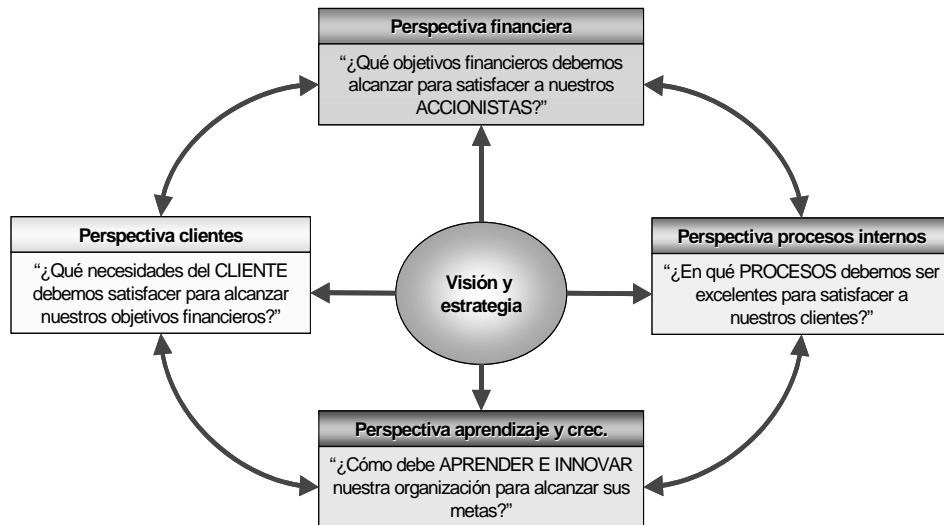 Perspectiva financiera
“¿Qué objetivos financieros debemos
alcanzar para satisfacer a nuestros
ACCIONISTAS?”
Perspectiva clientes
“¿Qué necesidades del CLIENTE
debemos satisfacer para alcanzar
nuestros objetivos financieros?”
Visión y
estrategia
Perspectiva procesos internos
“¿En qué PROCESOS debemos ser
excelentes para satisfacer a
nuestros clientes?”
Perspectiva aprendizaje y crec.
“¿Cómo debe APRENDER E INNOVAR
nuestra organización para alcanzar sus
metas?”